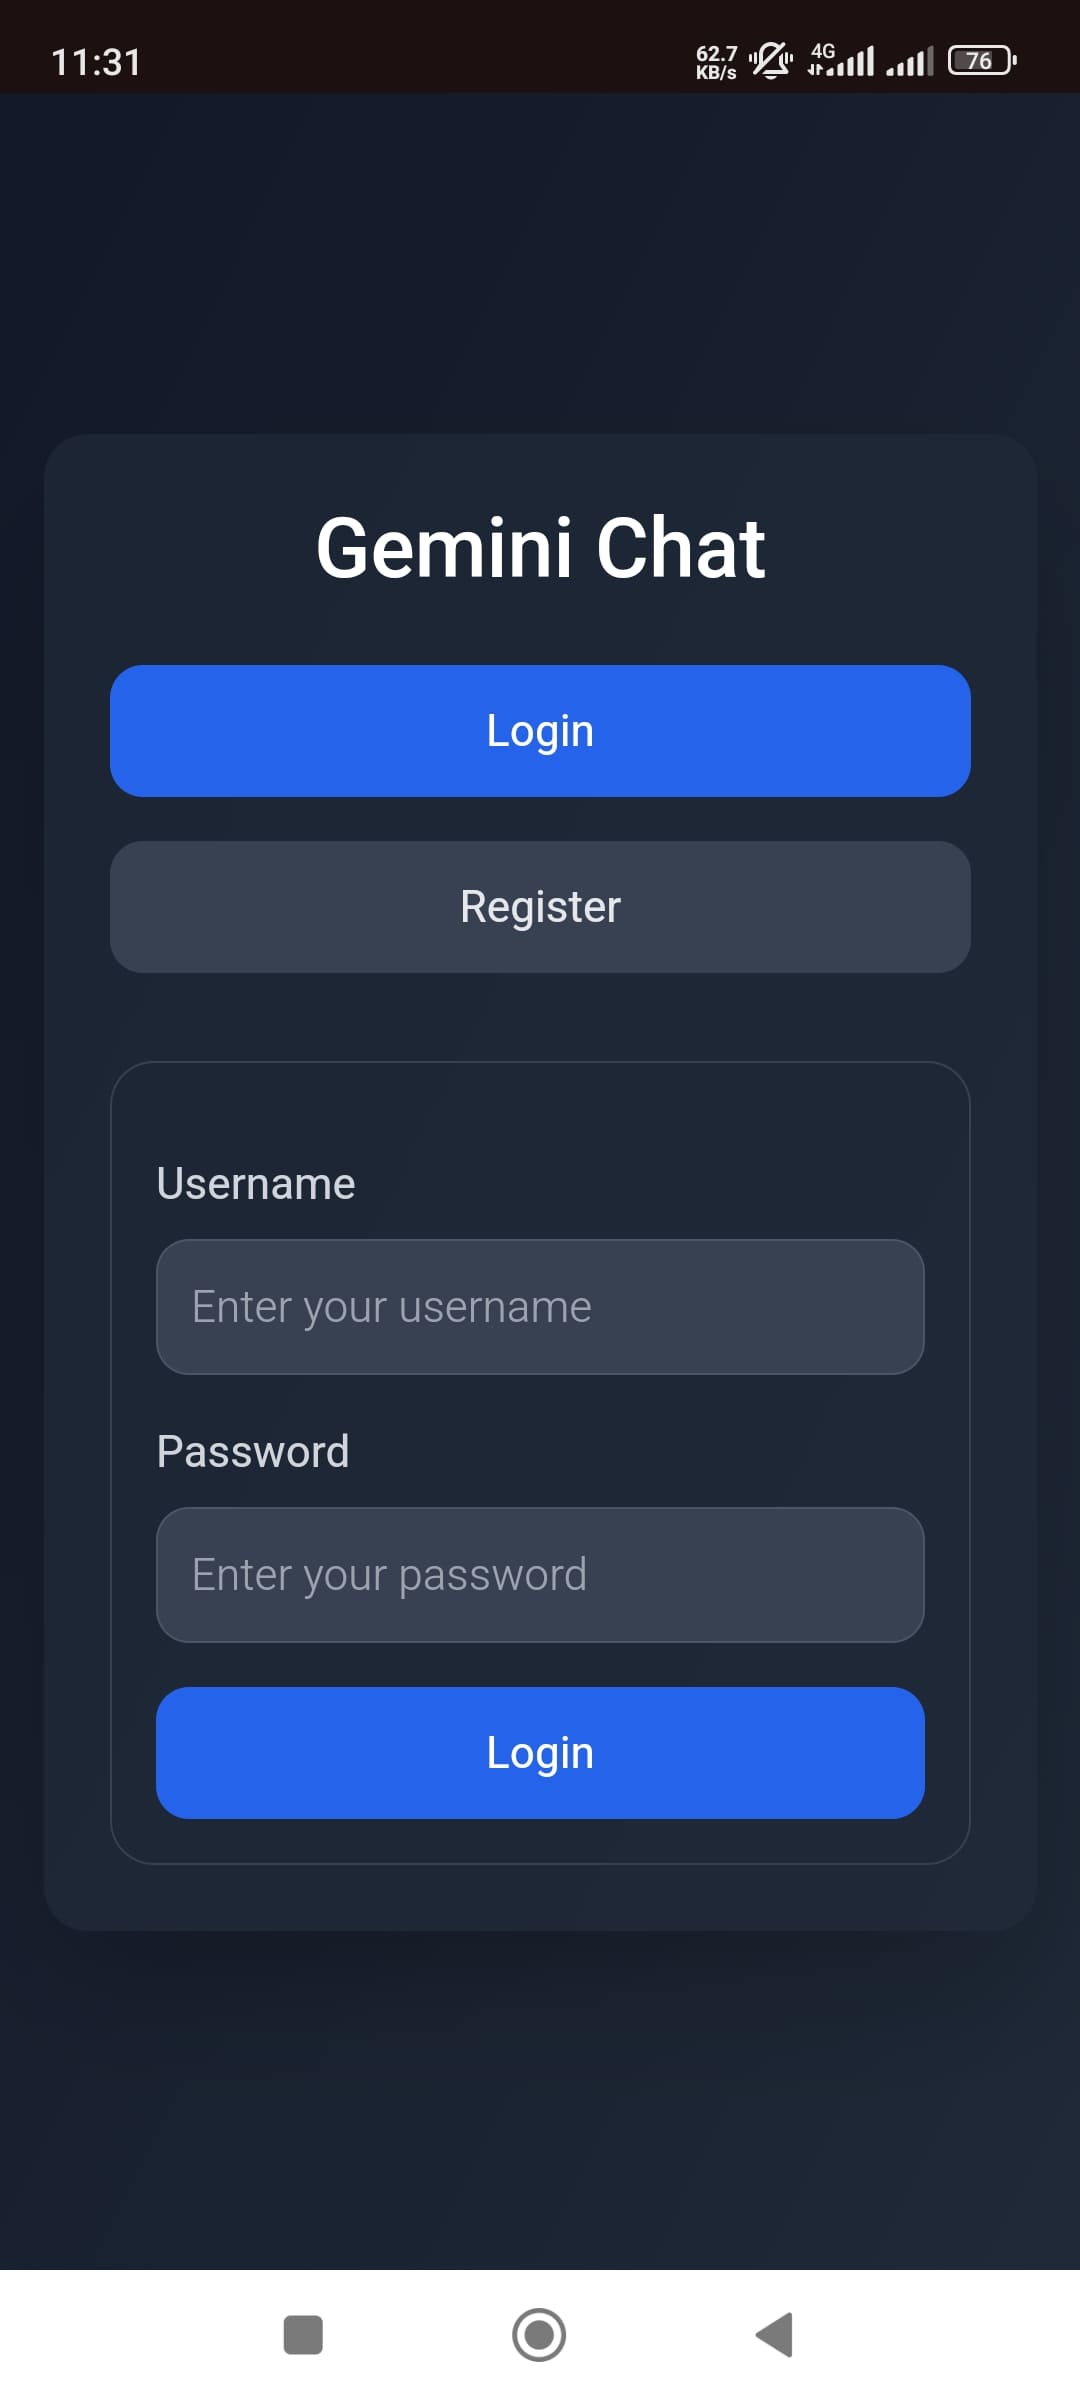 11:31
62.7
KB/s
4G
76
Gemini Chat
Login
Register
Username
Enter your username
Password
Enter your password
Login